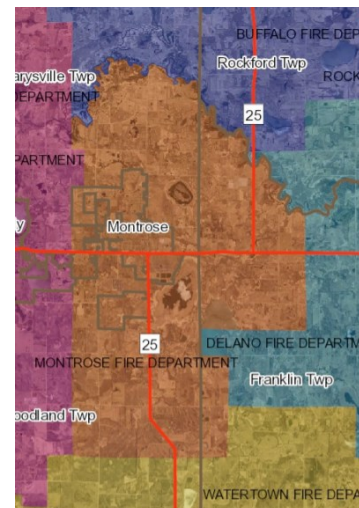 BUFFALO FIRE DEP
Rockford Twp
arysville Twp
ROCK
DEPARTMENT
25
PARTMENT
y
Montrose
25
DELANO FIRE DEPARTM
MONTROSE FIRE DEPARTMENT
Franklin Twp
oodland Twp
WATERTOWN FIRE DEPA